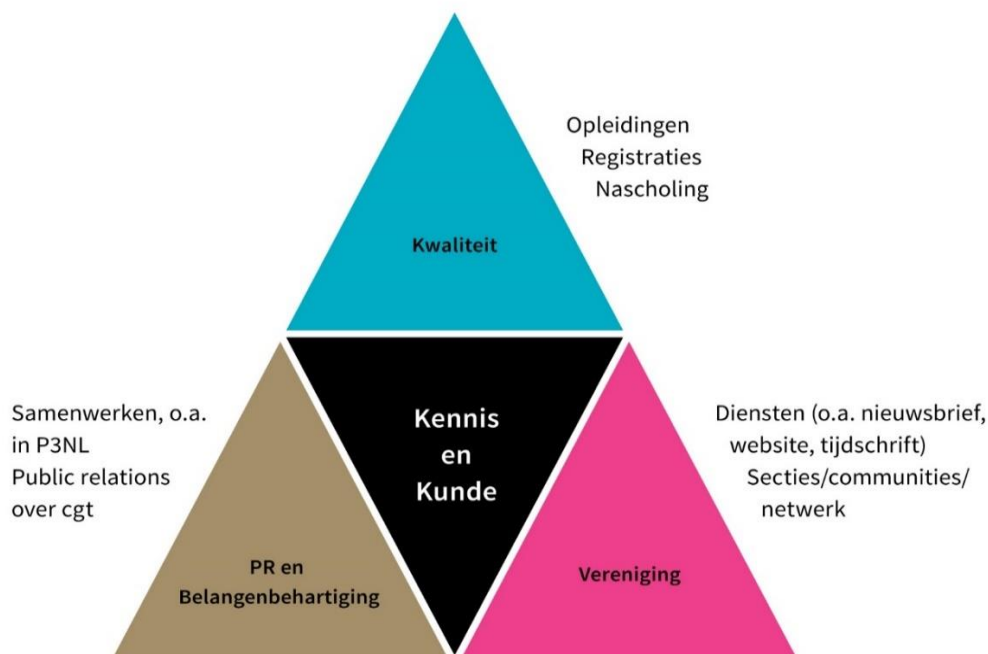 Opleidingen
Registraties
Nascholing
Kwaliteit
Samenwerken, o.a.
in P3NL
Public relations
over cgt
Kennis
en
Kunde
Diensten (o.a. nieuwsbrief,
website, tijdschrift)
Secties/communities/
netwerk
PR en
Belangenbehartiging
Vereniging